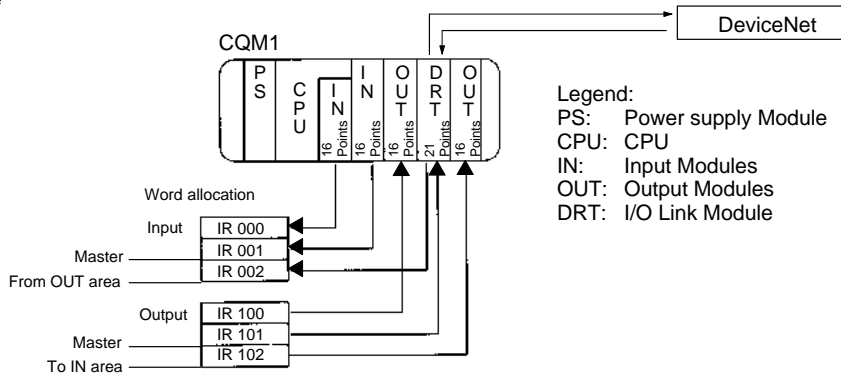 DeviceNet
CQM1
PS
CPU
IN
16 Points
IN
16 Points
OUT
16 Points
DRT
21 Points
OUT
16 Points
Legend:
PS: Power supply Module
CPU: CPU
IN: Input Modules
OUT: Output Modules
DRT: I/O Link Module
Word allocation
Input
IR 000
IR 001
Master
IR 002
From OUT area
Output
IR 100
IR 101
Master
IR 102
To IN area